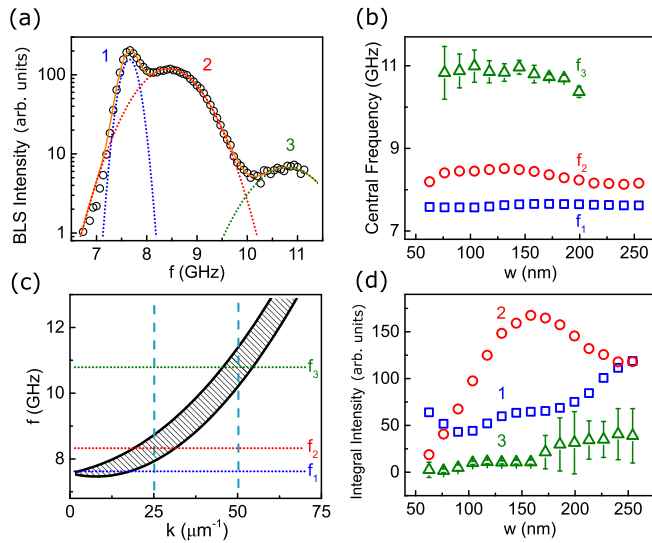 (a)
BLS Intensity (arb. units)
100
10
1
1
2
3
7 8 9 10 11
f (GHz)
(b)
Central Frequency (GHz)
11
9
7
f3
f2
f1
50 100 150 200 250
w (nm)
(c)
f (GHz)
12
10
8
f3
f2
f1
0 25 50 75
k (μm⁻¹)
(d)
Integral Intensity (arb. units)
150
100
50
0
2
1
3
50 100 150 200 250
w (nm)